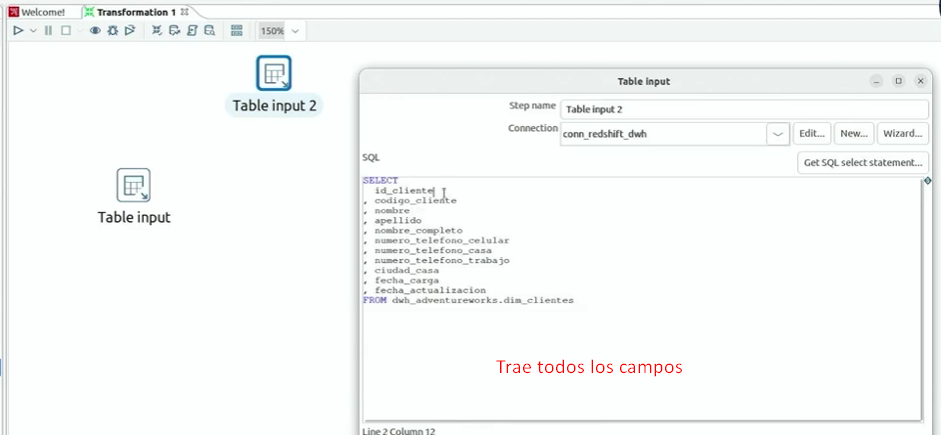 Welcome!
Transformation 1
150%
Table input 2
Table input
Table input
Step name
Table input 2
Connection
conn_redshift_dwh
Edit...
New...
Wizard...
SQL
Get SQL select statement...
SELECT
id_cliente
, codigo_cliente
, nombre
, apellido
, nombre_completo
, numero_telefono_celular
, numero_telefono_casa
, numero_telefono_trabajo
, ciudad_casa
, fecha_carga
, fecha_actualizacion
FROM dwh_adventureworks.dim_clientes
Trae todos los campos
Line 2 Column 12